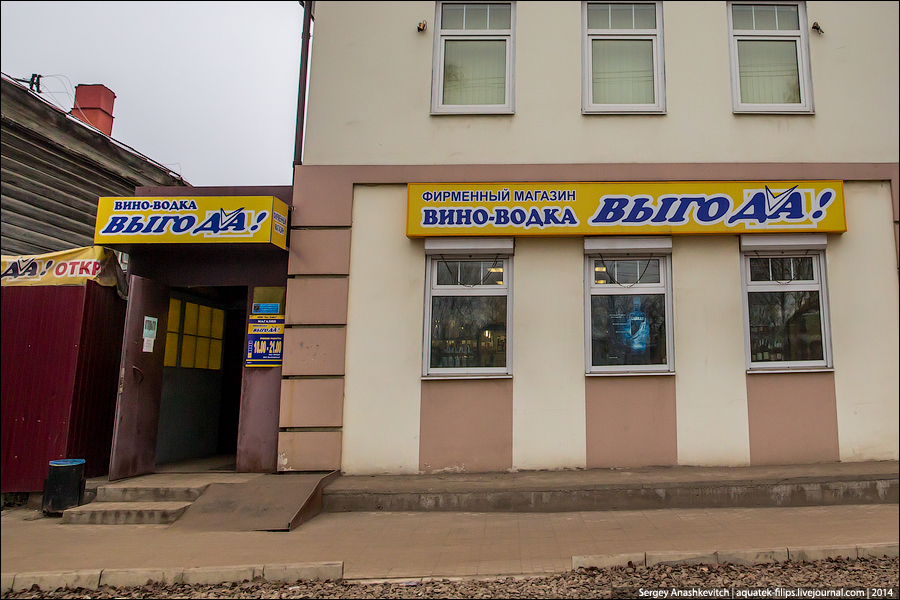 ВИНО-ВОДКА
ВЫГОДА!
ДА! ОТКР
ФИРМЕННЫЙ МАГАЗИН
ВИНО-ВОДКА ВЫГОДА!
МАГАЗИН
ВЫГОДА!
10.00-21.00
Sergey Anashkevitch | aquatek-filips.livejournal.com | 2014